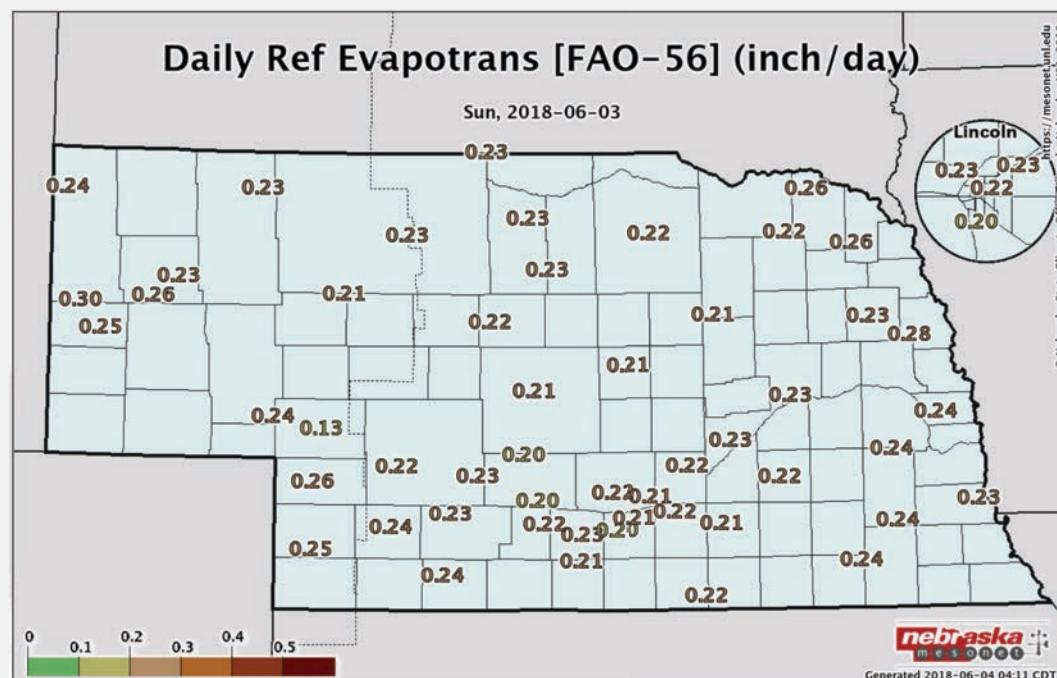 Daily Ref Evapotrans [FAO-56] (inch/day)
Sun, 2018-06-03
https://mesonet.unl.edu
Lincoln
0.23 0.23
0.22
0.20
0.23
0.24 0.23 0.26
0.23 0.23 0.22 0.22 0.26
0.23 0.23
0.30 0.26 0.21
0.25 0.22 0.21 0.23 0.28
0.21
0.21 0.23
0.24 0.13 0.24
0.23 0.24
0.26 0.22 0.23 0.20 0.22 0.22
0.20 0.22 0.21 0.23
0.24 0.23 0.22 0.23 0.20 0.21 0.22 0.21 0.24
0.25 0.21 0.24
0.24 0.22
0 0.1 0.2 0.3 0.4 0.5
nebraska
mesonet
Generated 2018-06-04 04:11 CDT